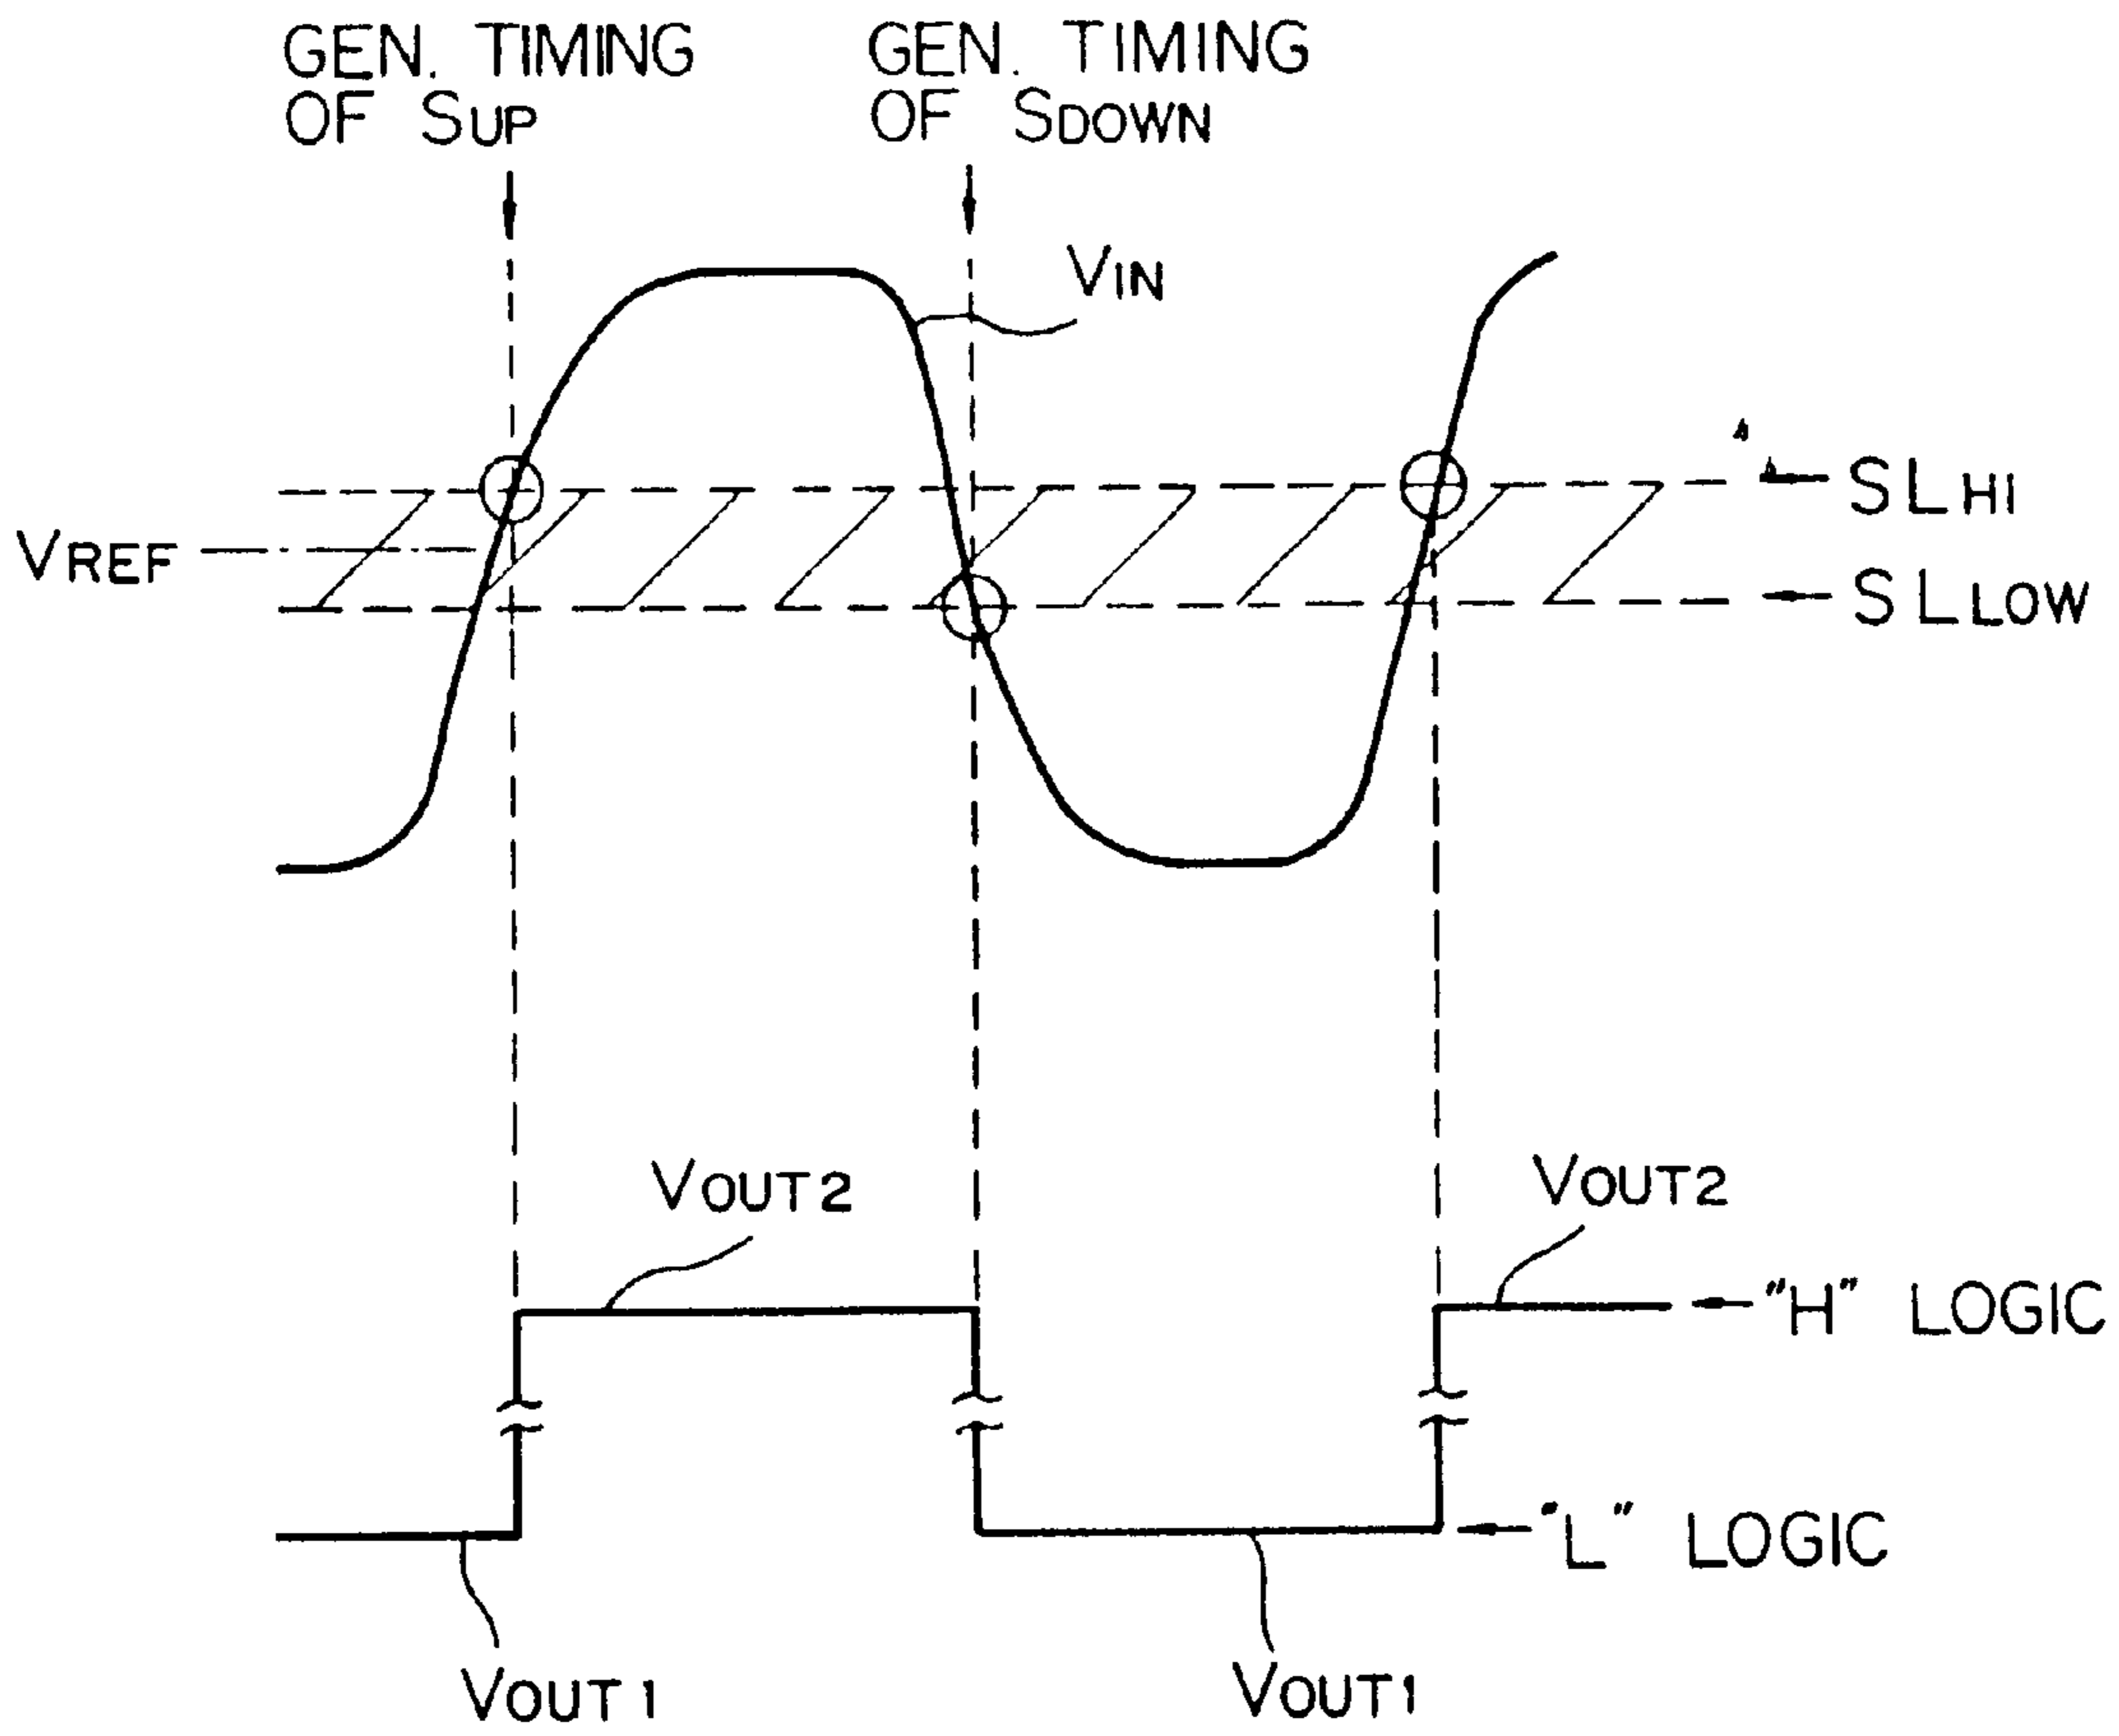 GEN. TIMING
OF SUP
GEN. TIMING
OF SDOWN
VIN
SLHI
VREF
SLLOW
VOUT2
VOUT2
"H" LOGIC
"L" LOGIC
VOUT1
VOUT1